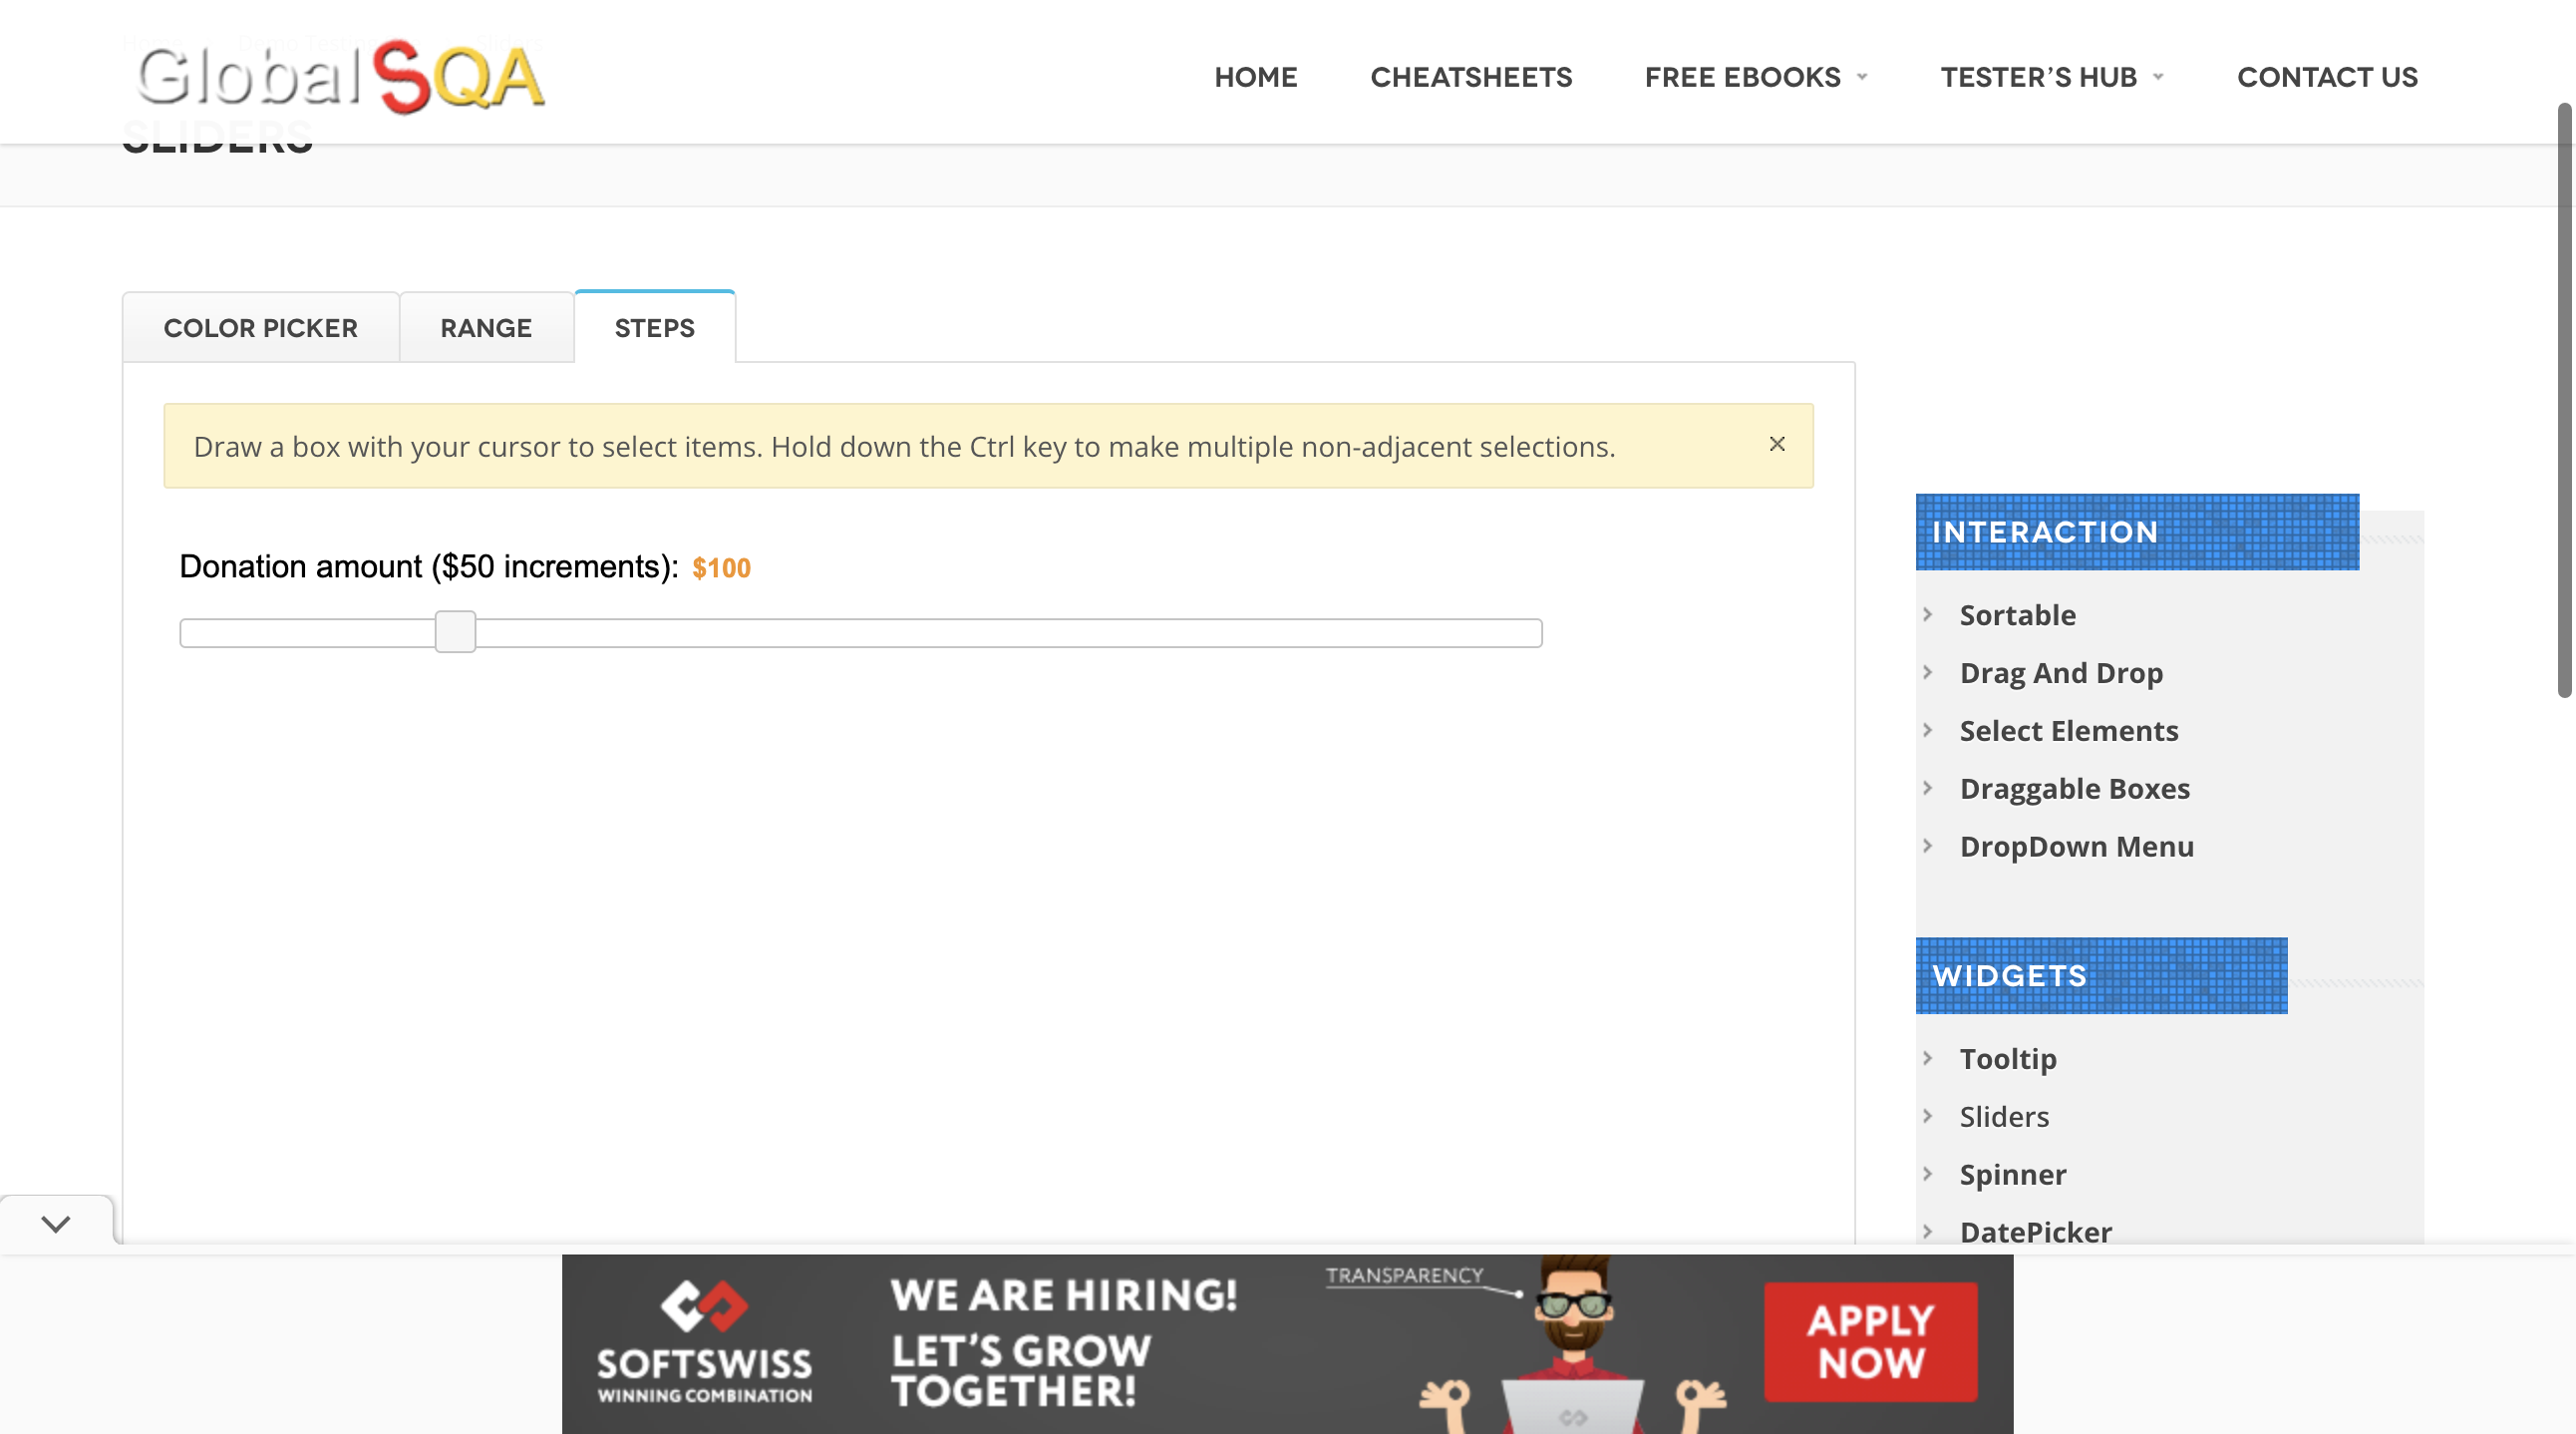 Global SQA
HOME CHEATSHEETS FREE EBOOKS TESTER’S HUB CONTACT US
SLIDERS
COLOR PICKER RANGE STEPS
Draw a box with your cursor to select items. Hold down the Ctrl key to make multiple non-adjacent selections. ×
Donation amount ($50 increments): $100
INTERACTION
Sortable
Drag And Drop
Select Elements
Draggable Boxes
DropDown Menu
WIDGETS
Tooltip
Sliders
Spinner
DatePicker
SOFTSWISS
WINNING COMBINATION
WE ARE HIRING!
LET’S GROW
TOGETHER!
TRANSPARENCY
APPLY
NOW